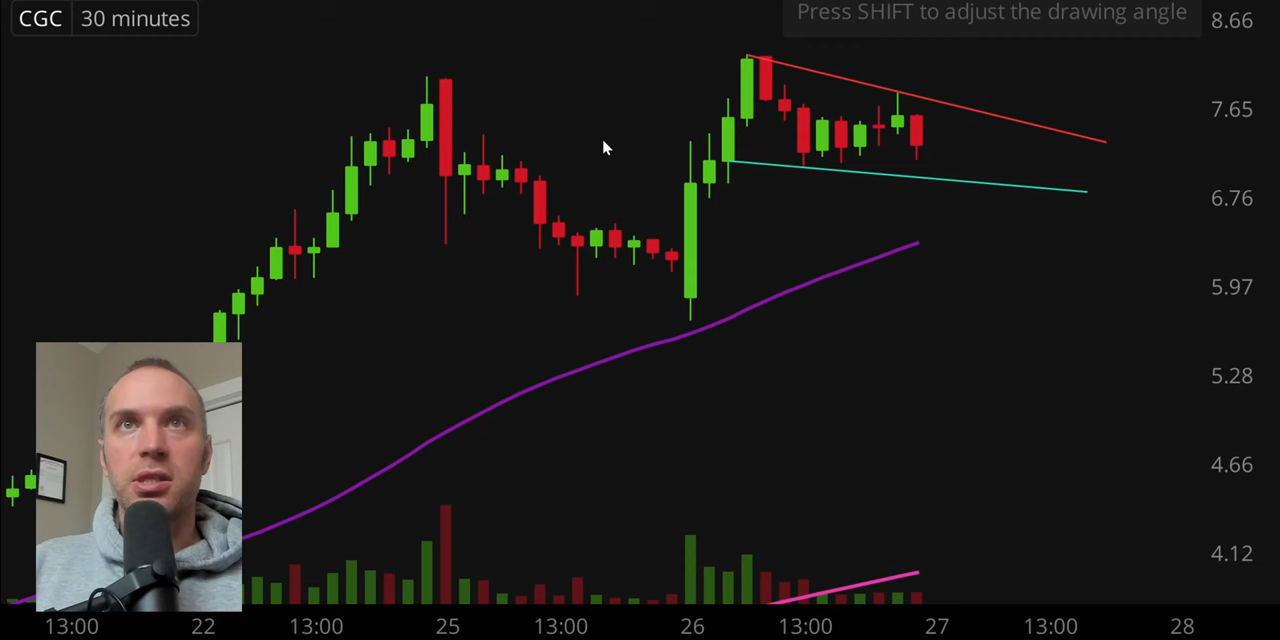 CGC 30 minutes
Press SHIFT to adjust the drawing angle
8.66
7.65
6.76
5.97
5.28
4.66
4.12
13:00 22 13:00 25 13:00 26 13:00 27 13:00 28